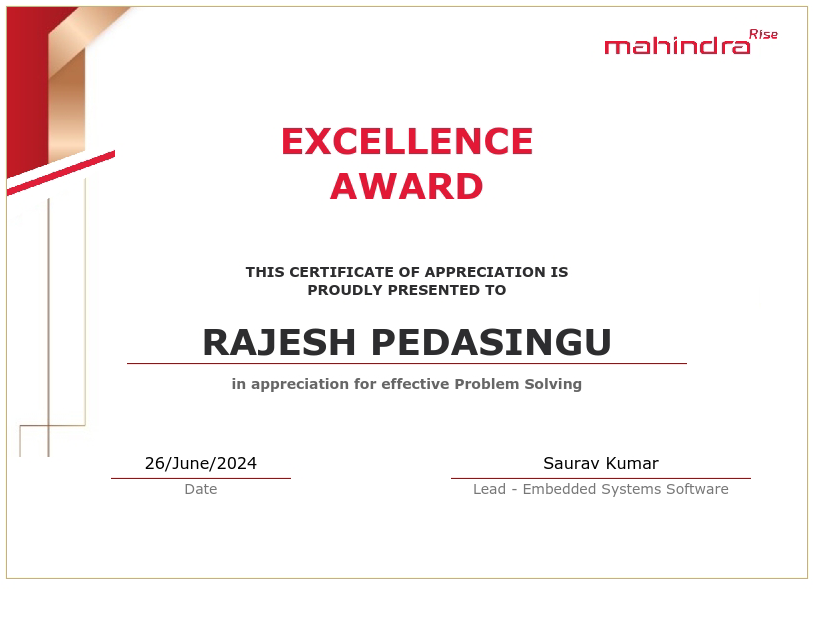 mahindra Rise
EXCELLENCE
AWARD
THIS CERTIFICATE OF APPRECIATION IS
PROUDLY PRESENTED TO
RAJESH PEDASINGU
in appreciation for effective Problem Solving
26/June/2024
Date
Saurav Kumar
Lead - Embedded Systems Software